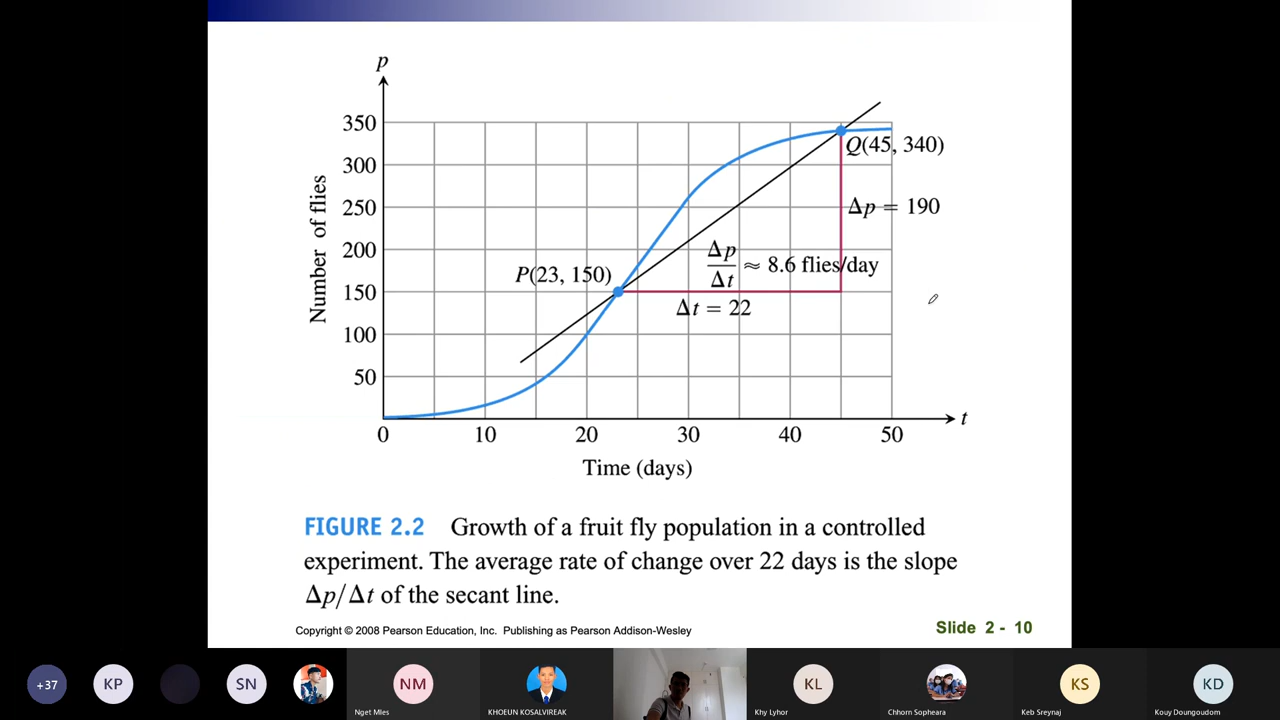 p
350
300
250
200
150
100
50
Number of flies
Q(45, 340)
Δp = 190
P(23, 150)
Δp/Δt ≈ 8.6 flies/day
Δt = 22
0 10 20 30 40 50
t
Time (days)
FIGURE 2.2 Growth of a fruit fly population in a controlled
experiment. The average rate of change over 22 days is the slope
Δp/Δt of the secant line.
Copyright © 2008 Pearson Education, Inc. Publishing as Pearson Addison-Wesley
Slide 2 - 10
+37
KP
SN
NM
KL
KS
KD
Nget Mles
KHOEUN KOSALVIREAK
Khy Lyhor
Chhorn Sopheara
Keb Sreynaj
Kouy Doungoudom